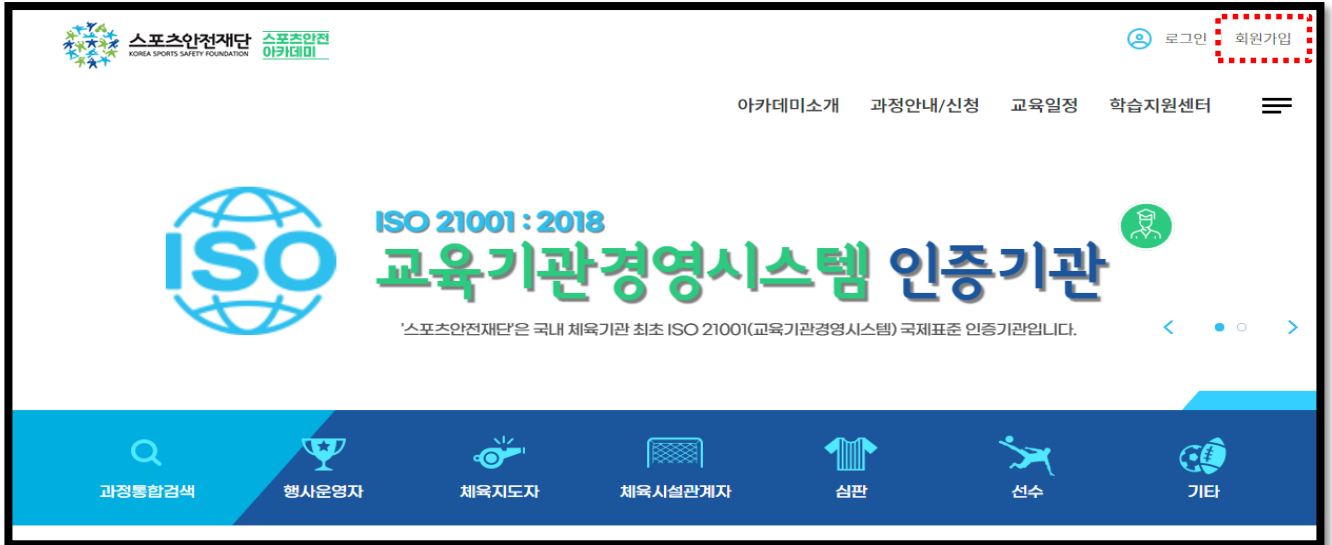 스포츠안전재단
KOREA SPORTS SAFETY FOUNDATION
스포츠안전
아카데미
로그인 회원가입
아카데미소개 과정안내/신청 교육일정 학습지원센터
ISO
ISO 21001 : 2018
교육기관경영시스템 인증기관
'스포츠안전재단'은 국내 체육기관 최초 ISO 21001(교육기관경영시스템) 국제표준 인증기관입니다.
과정통합검색 행사운영자 체육지도자 체육시설관계자 심판 선수 기타